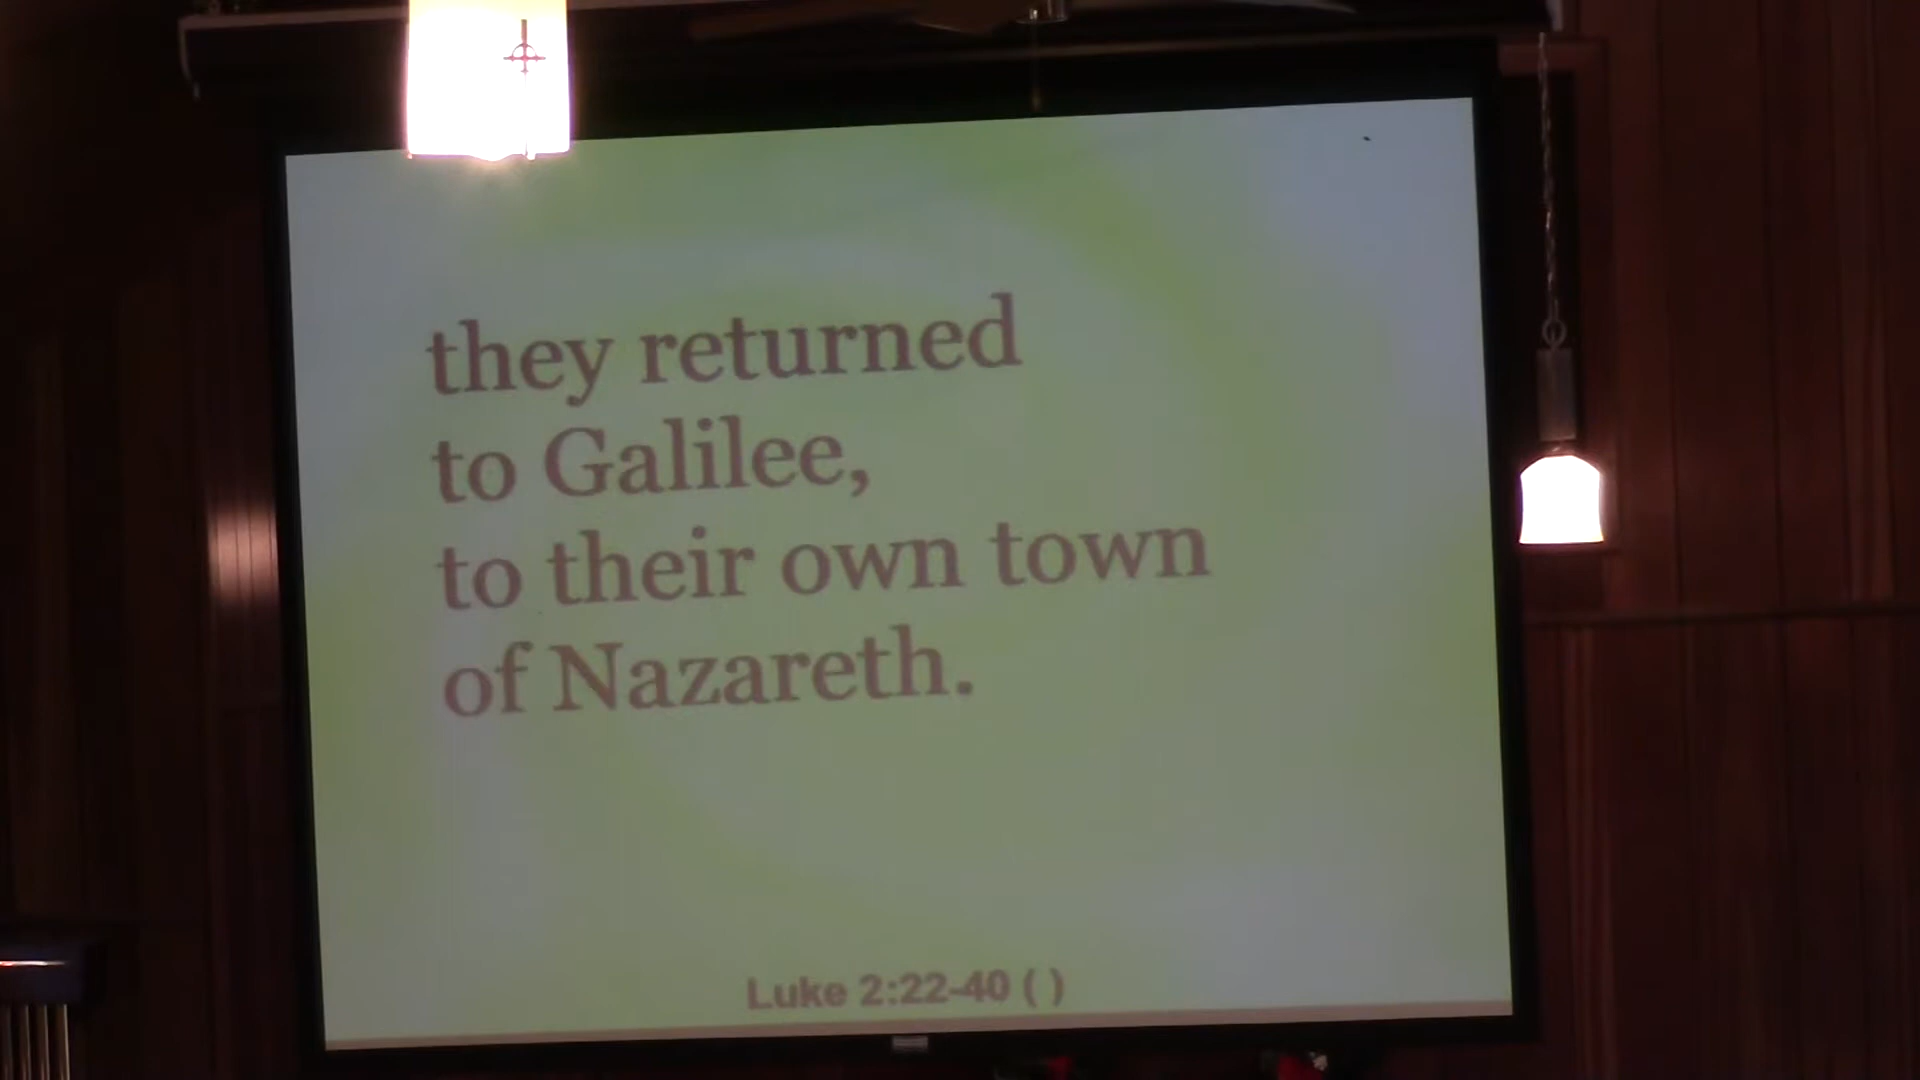 they returned
to Galilee,
to their own town
of Nazareth.
Luke 2:22-40 ( )